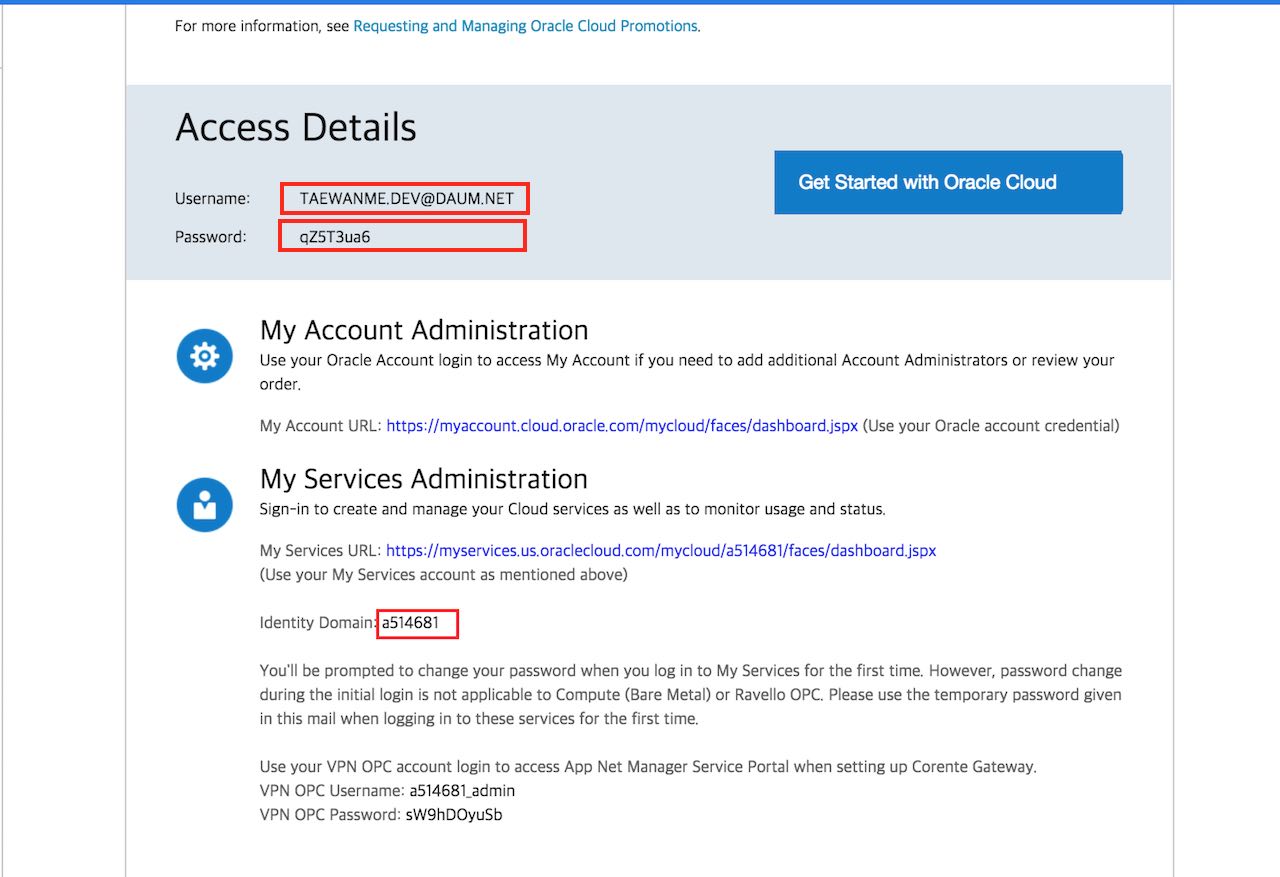 For more information, see Requesting and Managing Oracle Cloud Promotions.
Access Details
Get Started with Oracle Cloud
Username: TAEWANME.DEV@DAUM.NET
Password: qZ5T3ua6
My Account Administration
Use your Oracle Account login to access My Account if you need to add additional Account Administrators or review your
order.
My Account URL: https://myaccount.cloud.oracle.com/mycloud/faces/dashboard.jspx (Use your Oracle account credential)
My Services Administration
Sign-in to create and manage your Cloud services as well as to monitor usage and status.
My Services URL: https://myservices.us.oraclecloud.com/mycloud/a514681/faces/dashboard.jspx
(Use your My Services account as mentioned above)
Identity Domain: a514681
You'll be prompted to change your password when you log in to My Services for the first time. However, password change
during the initial login is not applicable to Compute (Bare Metal) or Ravello OPC. Please use the temporary password given
in this mail when logging in to these services for the first time.
Use your VPN OPC account login to access App Net Manager Service Portal when setting up Corente Gateway.
VPN OPC Username: a514681_admin
VPN OPC Password: sW9hDOyuSb